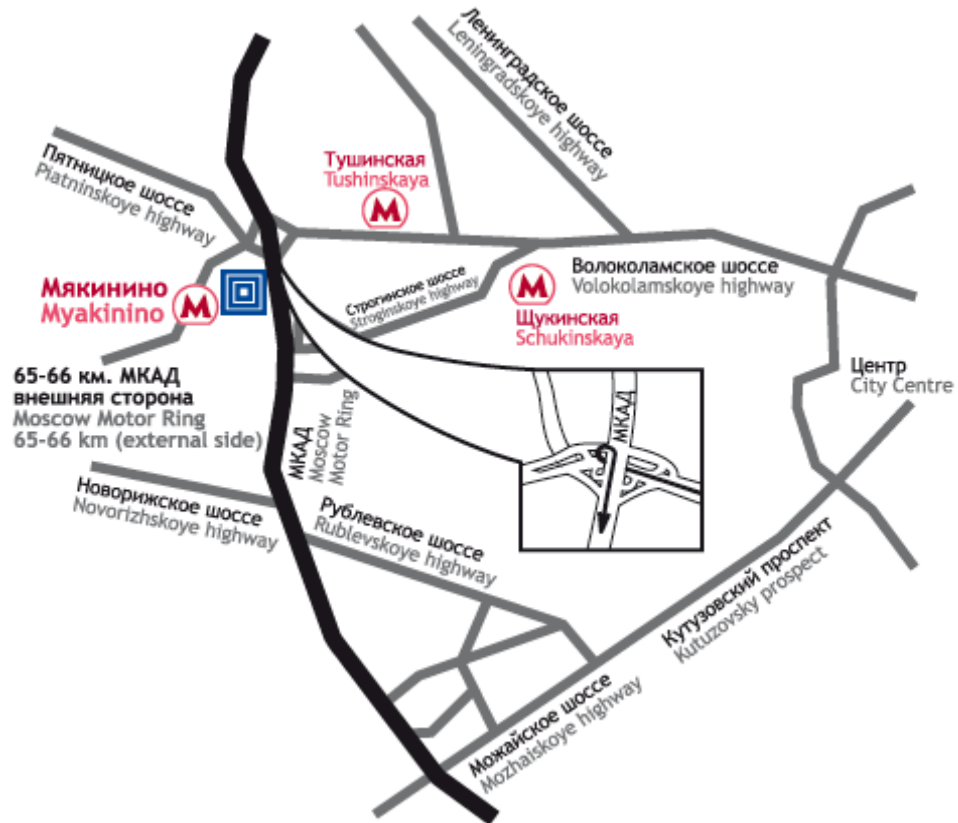 Ленинградское шоссе
Leningradskoye highway
Пятницкое шоссе
Piatninskoye highway
Тушинская
Tushinskaya
М
Волоколамское шоссе
Volokolamskoye highway
Строгинское шоссе
Stroginskoye highway
М
Щукинская
Schukinskaya
Мякинино
Myakinino
М
65-66 км. МКАД
внешняя сторона
Moscow Motor Ring
65-66 km (external side)
Центр
City Centre
МКАД
МКАД
Moscow
Motor Ring
Новорижское шоссе
Novorizhskoye highway
Рублевское шоссе
Rublevskoye highway
Кутузовский проспект
Kutuzovsky prospect
Можайское шоссе
Mozhaiskoye highway